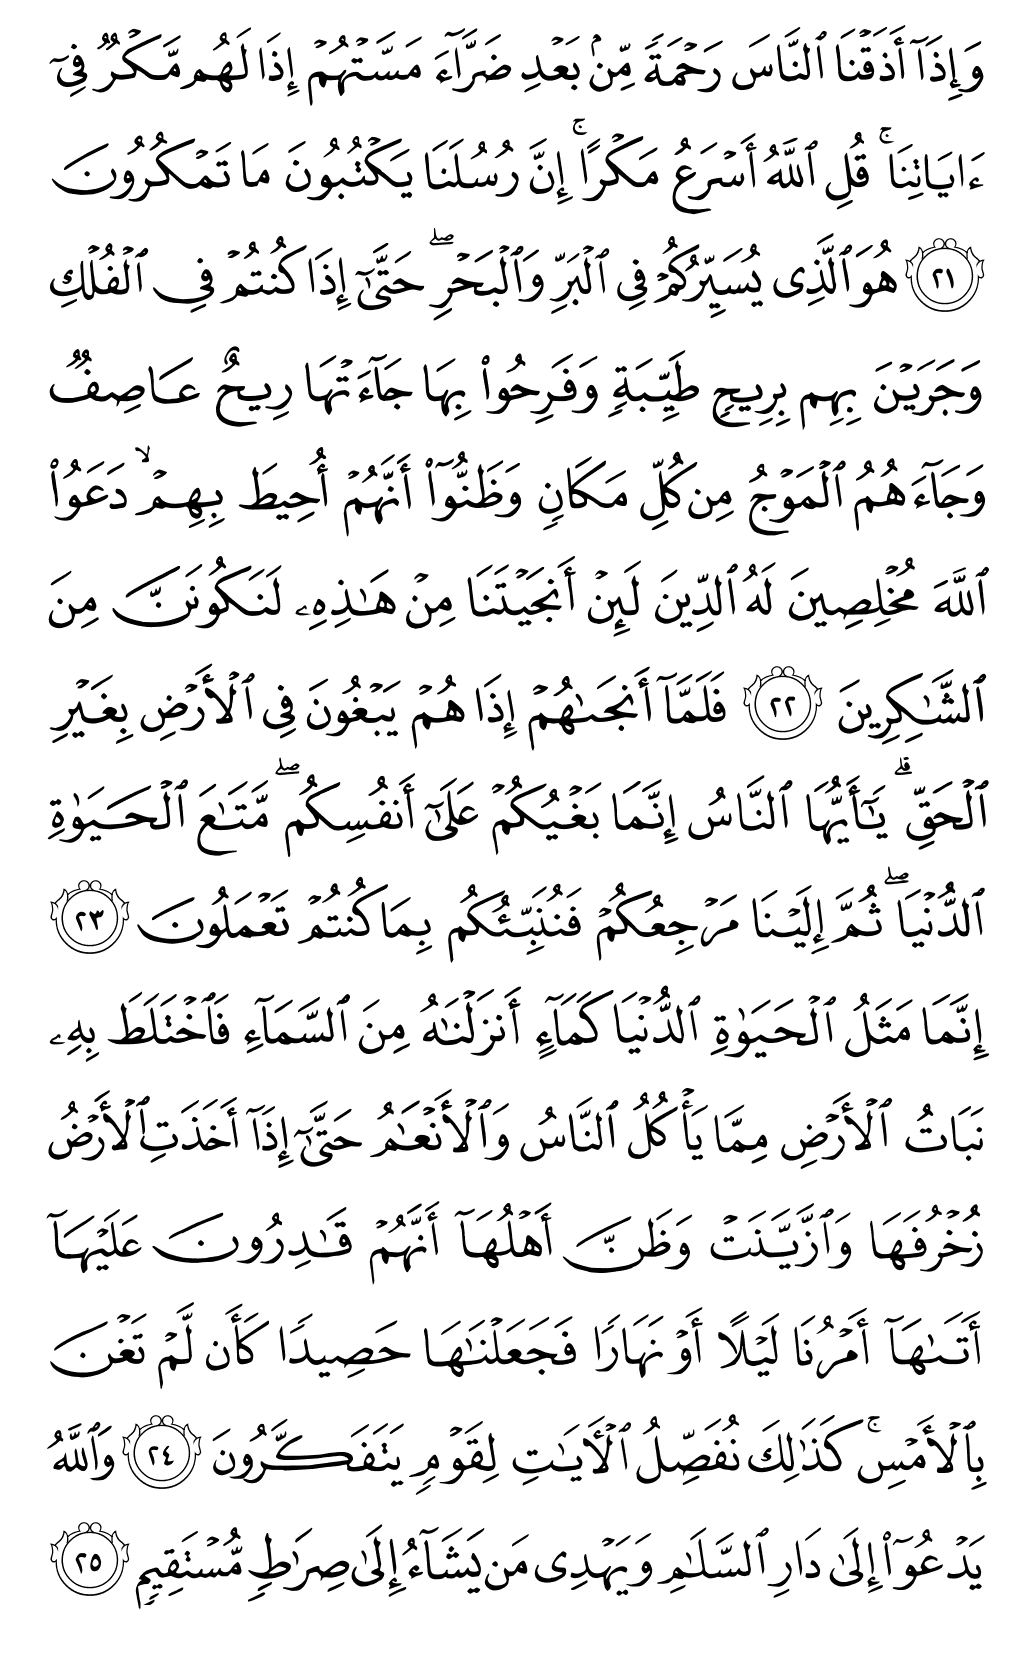 وَإِذَآ أَذَقۡنَا ٱلنَّاسَ رَحۡمَةٗ مِّنۢ بَعۡدِ ضَرَّآءَ مَسَّتۡهُمۡ إِذَا لَهُم مَّكۡرٞ فِيٓ
ءَايَاتِنَاۚ قُلِ ٱللَّهُ أَسۡرَعُ مَكۡرًاۚ إِنَّ رُسُلَنَا يَكۡتُبُونَ مَا تَمۡكُرُونَ
٢١ هُوَ ٱلَّذِي يُسَيِّرُكُمۡ فِي ٱلۡبَرِّ وَٱلۡبَحۡرِۖ حَتَّىٰٓ إِذَا كُنتُمۡ فِي ٱلۡفُلۡكِ
وَجَرَيۡنَ بِهِم بِرِيحٖ طَيِّبَةٖ وَفَرِحُواْ بِهَا جَآءَتۡهَا رِيحٌ عَاصِفٞ
وَجَآءَهُمُ ٱلۡمَوۡجُ مِن كُلِّ مَكَانٖ وَظَنُّوٓاْ أَنَّهُمۡ أُحِيطَ بِهِمۡ دَعَوُاْ
ٱللَّهَ مُخۡلِصِينَ لَهُ ٱلدِّينَ لَئِنۡ أَنجَيۡتَنَا مِنۡ هَٰذِهِۦ لَنَكُونَنَّ مِنَ
ٱلشَّٰكِرِينَ ٢٢ فَلَمَّآ أَنجَىٰهُمۡ إِذَا هُمۡ يَبۡغُونَ فِي ٱلۡأَرۡضِ بِغَيۡرِ
ٱلۡحَقِّۗ يَٰٓأَيُّهَا ٱلنَّاسُ إِنَّمَا بَغۡيُكُمۡ عَلَىٰٓ أَنفُسِكُمۖ مَّتَٰعَ ٱلۡحَيَوٰةِ
ٱلدُّنۡيَاۖ ثُمَّ إِلَيۡنَا مَرۡجِعُكُمۡ فَنُنَبِّئُكُم بِمَا كُنتُمۡ تَعۡمَلُونَ ٢٣
إِنَّمَا مَثَلُ ٱلۡحَيَوٰةِ ٱلدُّنۡيَا كَمَآءٍ أَنزَلۡنَٰهُ مِنَ ٱلسَّمَآءِ فَٱخۡتَلَطَ بِهِۦ
نَبَاتُ ٱلۡأَرۡضِ مِمَّا يَأۡكُلُ ٱلنَّاسُ وَٱلۡأَنۡعَٰمُ حَتَّىٰٓ إِذَآ أَخَذَتِ ٱلۡأَرۡضُ
زُخۡرُفَهَا وَٱزَّيَّنَتۡ وَظَنَّ أَهۡلُهَآ أَنَّهُمۡ قَٰدِرُونَ عَلَيۡهَآ
أَتَىٰهَآ أَمۡرُنَا لَيۡلًا أَوۡ نَهَارٗا فَجَعَلۡنَٰهَا حَصِيدٗا كَأَن لَّمۡ تَغۡنَ
بِٱلۡأَمۡسِۚ كَذَٰلِكَ نُفَصِّلُ ٱلۡأٓيَٰتِ لِقَوۡمٖ يَتَفَكَّرُونَ ٢٤ وَٱللَّهُ
يَدۡعُوٓاْ إِلَىٰ دَارِ ٱلسَّلَٰمِ وَيَهۡدِي مَن يَشَآءُ إِلَىٰ صِرَٰطٖ مُّسۡتَقِيمٖ ٢٥